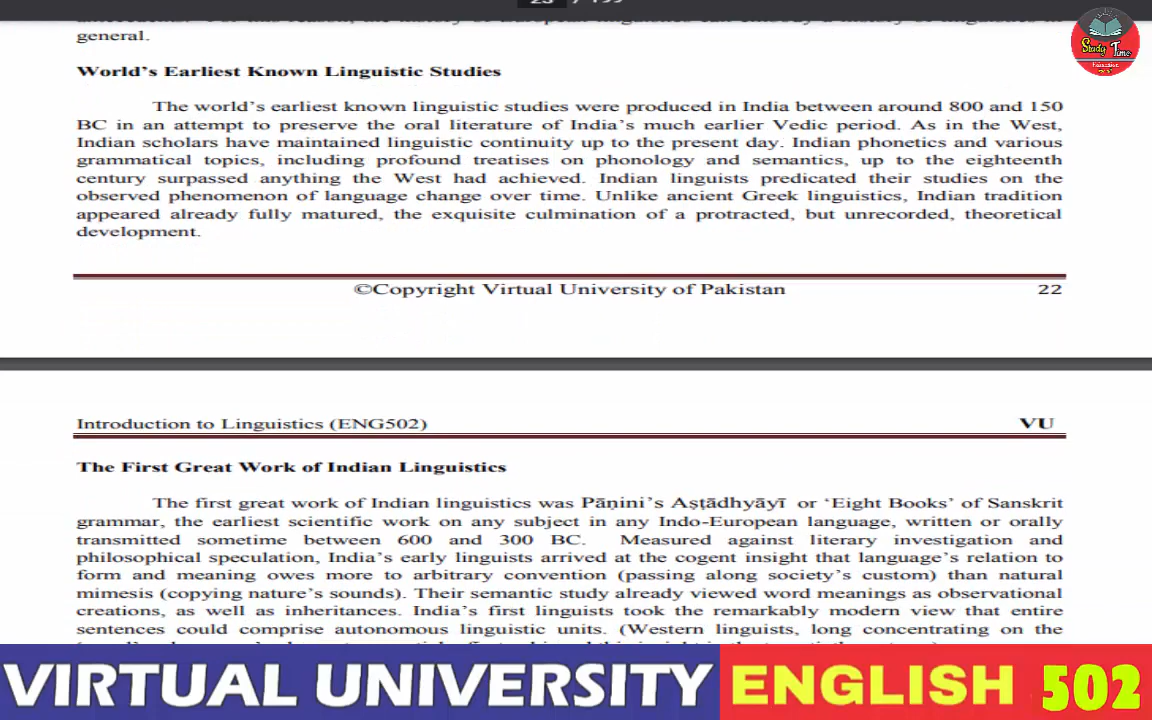 23 / 199
general.
World's Earliest Known Linguistic Studies
The world's earliest known linguistic studies were produced in India between around 800 and 150
BC in an attempt to preserve the oral literature of India's much earlier Vedic period. As in the West,
Indian scholars have maintained linguistic continuity up to the present day. Indian phonetics and various
grammatical topics, including profound treatises on phonology and semantics, up to the eighteenth
century surpassed anything the West had achieved. Indian linguists predicated their studies on the
observed phenomenon of language change over time. Unlike ancient Greek linguistics, Indian tradition
appeared already fully matured, the exquisite culmination of a protracted, but unrecorded, theoretical
development.
©Copyright Virtual University of Pakistan 22
Introduction to Linguistics (ENG502) VU
The First Great Work of Indian Linguistics
The first great work of Indian linguistics was Pāṇini's Aṣṭādhyāyī or 'Eight Books' of Sanskrit
grammar, the earliest scientific work on any subject in any Indo-European language, written or orally
transmitted sometime between 600 and 300 BC. Measured against literary investigation and
philosophical speculation, India's early linguists arrived at the cogent insight that language's relation to
form and meaning owes more to arbitrary convention (passing along society's custom) than natural
mimesis (copying nature's sounds). Their semantic study already viewed word meanings as observational
creations, as well as inheritances. India's first linguists took the remarkably modern view that entire
sentences could comprise autonomous linguistic units. (Western linguists, long concentrating on the
VIRTUAL UNIVERSITY ENGLISH 502
Study Time